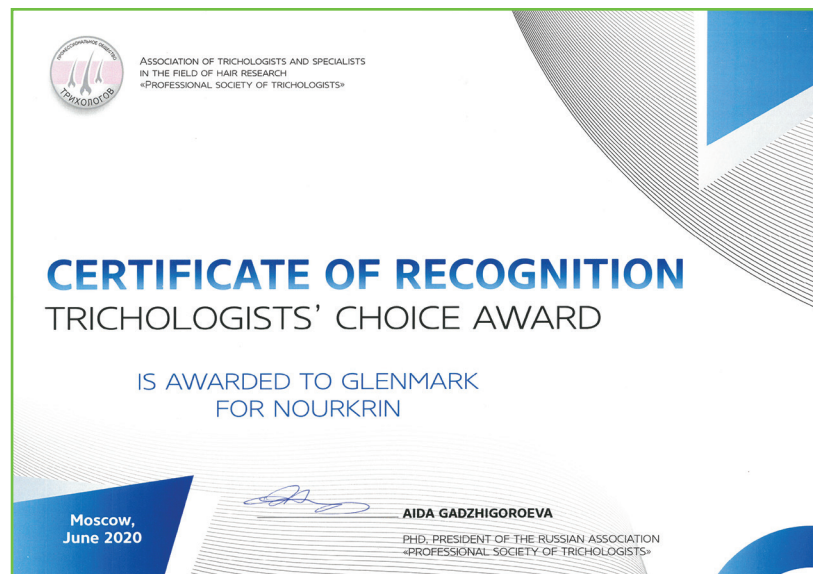 ПРОФЕССИОНАЛЬНОЕ ОБЩЕСТВО
ТРИХОЛОГОВ
ASSOCIATION OF TRICHOLOGISTS AND SPECIALISTS
IN THE FIELD OF HAIR RESEARCH
«PROFESSIONAL SOCIETY OF TRICHOLOGISTS»
CERTIFICATE OF RECOGNITION
TRICHOLOGISTS’ CHOICE AWARD
IS AWARDED TO GLENMARK
FOR NOURKRIN
Moscow,
June 2020
AIDA GADZHIGOROEVA
PHD, PRESIDENT OF THE RUSSIAN ASSOCIATION
«PROFESSIONAL SOCIETY OF TRICHOLOGISTS»